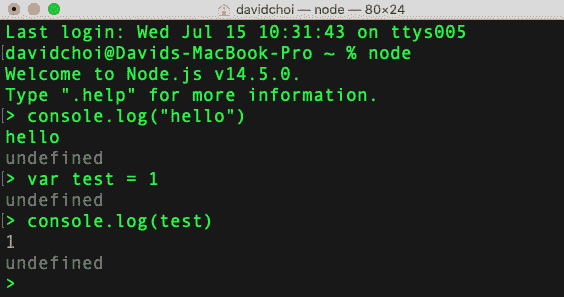 davidchoi — node — 80×24
Last login: Wed Jul 15 10:31:43 on ttys005
[davidchoi@Davids-MacBook-Pro ~ % node
Welcome to Node.js v14.5.0.
Type ".help" for more information.
[> console.log("hello")
hello
undefined
[> var test = 1
undefined
[> console.log(test)
1
undefined
>